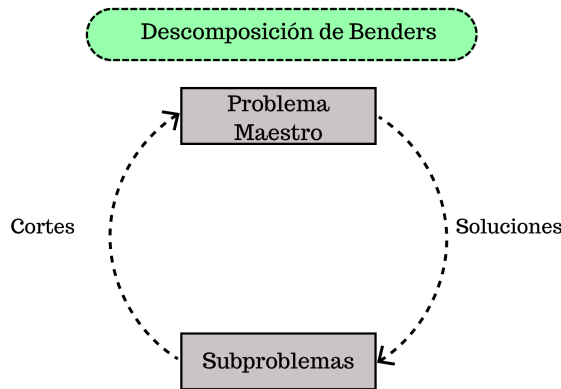 Descomposición de Benders
Problema
Maestro
Cortes
Soluciones
Subproblemas